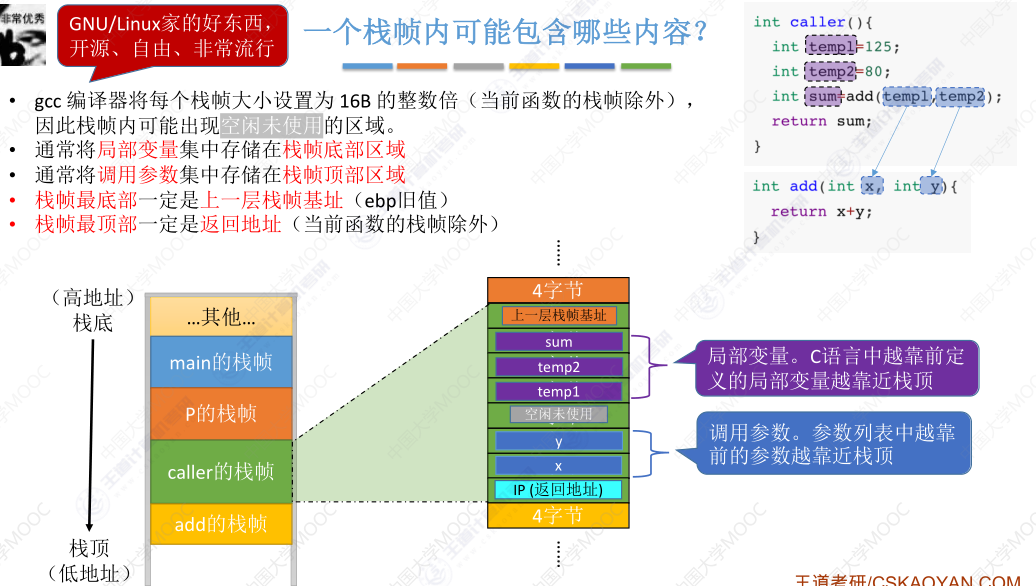 非常优秀
GNU/Linux家的好东西,
开源、自由、非常流行
一个栈帧内可能包含哪些内容?
• gcc 编译器将每个栈帧大小设置为 16B 的整数倍（当前函数的栈帧除外），
因此栈帧内可能出现空闲未使用的区域。
• 通常将局部变量集中存储在栈帧底部区域
• 通常将调用参数集中存储在栈帧顶部区域
• 栈帧最底部一定是上一层栈帧基址（ebp旧值）
• 栈帧最顶部一定是返回地址（当前函数的栈帧除外）
int caller(){
int temp1=125;
int temp2=80;
int sum=add(temp1,temp2);
return sum;
}
int add(int x, int y){
return x+y;
}
（高地址）
栈底
栈顶
（低地址）
...其他...
main的栈帧
P的栈帧
caller的栈帧
add的栈帧
4字节
上一层栈帧基址
sum
temp2
temp1
空闲未使用
y
x
IP (返回地址)
4字节
局部变量。C语言中越靠前定
义的局部变量越靠近栈顶
调用参数。参数列表中越靠
前的参数越靠近栈顶
王道考研/CSKAOYAN.COM
中国大学MOOC
王道计算机考研